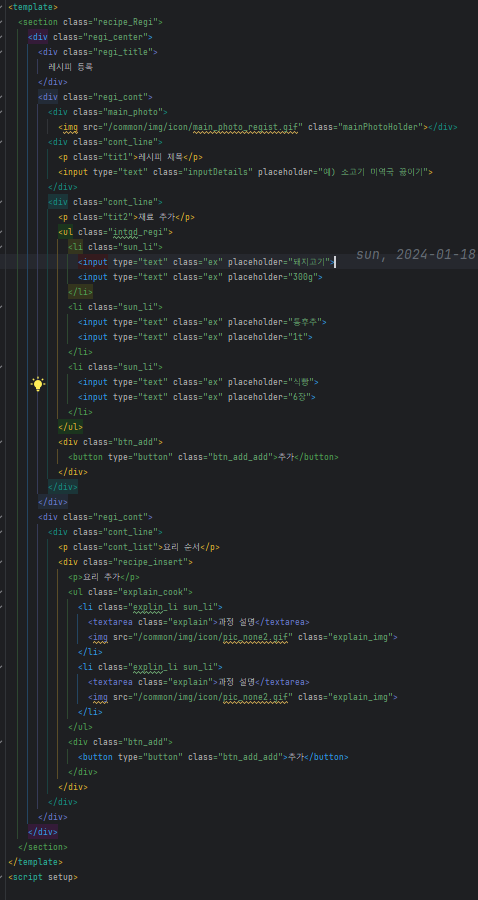 <template>
<section class="recipe_Regi">
<div class="regi_center">
<div class="regi_title">
레시피 등록
</div>
<div class="regi_cont">
<div class="main_photo">
<img src="/common/img/icon/main_photo_regist.gif" class="mainPhotoHolder"></div>
<div class="cont_line">
<p class="tit1">레시피 제목</p>
<input type="text" class="inputDetails" placeholder="예) 소고기 미역국 끓이기">
</div>
<div class="cont_line">
<p class="tit2">재료 추가</p>
<ul class="intgd_regi">
<li class="sun_li">
<input type="text" class="ex" placeholder="돼지고기"> sun, 2024-01-18
<input type="text" class="ex" placeholder="300g">
</li>
<li class="sun_li">
<input type="text" class="ex" placeholder="통후추">
<input type="text" class="ex" placeholder="1t">
</li>
<li class="sun_li">
<input type="text" class="ex" placeholder="식빵">
<input type="text" class="ex" placeholder="6장">
</li>
</ul>
<div class="btn_add">
<button type="button" class="btn_add_add">추가</button>
</div>
</div>
</div>
<div class="regi_cont">
<div class="cont_line">
<p class="cont_list">요리 순서</p>
<div class="recipe_insert">
<p>요리 추가</p>
<ul class="explain_cook">
<li class="explin_li sun_li">
<textarea class="explain">과정 설명</textarea>
<img src="/common/img/icon/pic_none2.gif" class="explain_img">
</li>
<li class="explin_li sun_li">
<textarea class="explain">과정 설명</textarea>
<img src="/common/img/icon/pic_none2.gif" class="explain_img">
</li>
</ul>
<div class="btn_add">
<button type="button" class="btn_add_add">추가</button>
</div>
</div>
</div>
</div>
</div>
</section>
</template>
<script setup>